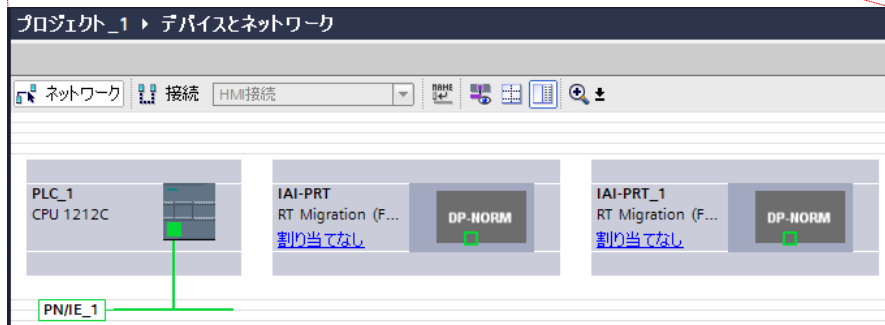 プロジェクト_1 ▸ デバイスとネットワーク
ネットワーク 接続 HMI接続
PLC_1
CPU 1212C
IAI-PRT
RT Migration (F...
割り当てなし
DP-NORM
IAI-PRT_1
RT Migration (F...
割り当てなし
DP-NORM
PN/IE_1